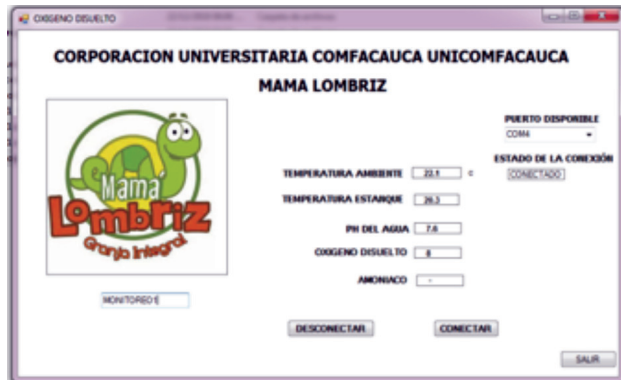 OXIGENO DISUELTO
CORPORACION UNIVERSITARIA COMFACAUCA UNICOMFACAUCA
MAMA LOMBRIZ
Mamá
Lombriz
Granja Integral
MONITOREO1
PUERTO DISPONIBLE
COM4
ESTADO DE LA CONEXIÓN
CONECTADO
TEMPERATURA AMBIENTE 22.1 c
TEMPERATURA ESTANQUE 26.3
PH DEL AGUA 7.6
OXIGENO DISUELTO 8
AMONIACO -
DESCONECTAR
CONECTAR
SALIR